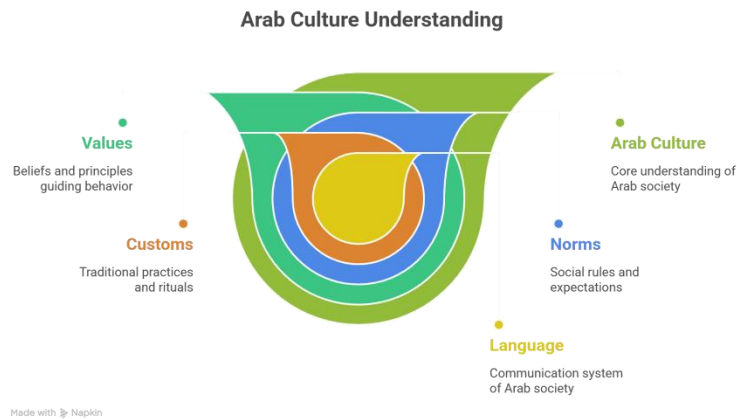 Arab Culture Understanding
Values
Beliefs and principles
guiding behavior
Customs
Traditional practices
and rituals
Arab Culture
Core understanding of
Arab society
Norms
Social rules and
expectations
Language
Communication system
of Arab society
Made with Napkin